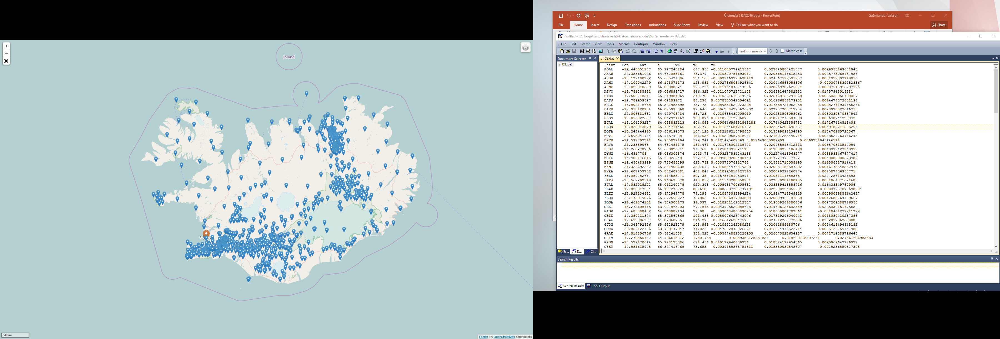 +
−
Ísland
50 km
Leaflet | © OpenStreetMap contributors
Úrvinnsla á ISN2016.pptx - PowerPoint
Guðmundur Valsson
File Home Insert Design Transitions Animations Slide Show Review View Tell me what you want to do
Share
TextPad - E:\_Gogn\Landshnitakerfið\Deformation_model\Surfer_models\v_ICE.dat
File Edit Search View Tools Macros Configure Window Help
Find incrementally Match case
Document Selector
v_ICE.dat
v_ICE.dat
Point Lon Lat h vA vN vH
ADAL -19.448051157 65.247248284 667.955 -0.011000774915567 0.023640885421577 0.0099353169651943
AKAR -22.355651926 64.652088161 78.374 -0.010890781693012 0.020368116615253 0.0025778968787956
AKUR -18.122480292 65.685424386 134.168 -0.0099469728698113 0.024567599535957 0.0031319397119856
ARHO -17.109042279 66.193071173 123.931 -0.0027868084926641 0.020446863058596 -0.00030738392523567
ARNE -23.039310659 66.09888624 125.226 -0.011164846744356 0.020269787625071 0.00087515916797126
ASVO -18.781285931 65.036899717 846.325 -0.011070725721108 0.026591447582832 0.01757943015281
BADA -17.509718317 65.619881969 219.705 -0.010221619514946 0.025168153291568 0.0055033056108067
BAFJ -14.789959547 66.04109172 86.236 0.0078385542304091 0.016266856179901 0.0014476372681196
BAGE -13.802176638 65.521983398 75.775 0.0089831529923208 0.017338721962958 0.00082711934655266
BAKH -17.358120184 66.075995368 92.646 -0.0063584375626732 0.022257208717754 0.0028970027646755
BELG -22.006831682 64.429708734 88.723 -0.010655439905919 0.020283598095062 0.0030330570837942
BESS -15.056022637 65.042921167 709.876 0.011859712296075 0.018217245584393 0.008648744939949
BJAL -19.104203257 64.098832113 604.068 -0.00044699391843183 0.017440625358732 0.017167414515403
BLON -19.828913879 65.404711465 482.773 -0.011344681215482 0.022646203696457 0.0049182211555294
BOTA -18.246444915 63.656194073 107.128 0.0082166215798633 0.013599092134695 0.015470260720367
BOVI -20.598941744 65.46574928 186.038 -0.010599587318941 0.021891285440714 0.0043524763766245
BREH -14.597707311 64.905832194 529.244 0.0121495607869 0.017649030389909 0.0069331945446111
BRVA -21.23589963 64.682481175 181.461 -0.01162500213877​1 0.020785815412113 0.006870313514094
DJUV -14.260278736 64.653836741 74.769 0.012584895024118 0.017088955406198 0.0049379427969915
DYNG -16.6517708 65.056309376 1013.75 -0.003237534243158 0.022274415963977 0.0038938467677417
EGIL -14.403176815 65.25826248 142.198 0.0099809203480143 0.01772747377722 0.0048085000623482
EINH -19.450483999 63.753688299 623.739 0.003575076912783 0.015581710058195 0.011506517914413
ENNI -21.322692282 65.581400638 339.542 -0.010884476879393 0.020937188587202 0.0016178548532973
EYRA -22.607453782 65.802402881 402.047 -0.010995816125313 0.020049222260774 0.002587636955771
FELL -16.084782667 64.114588771 80.738 0.015786181953641 0.01081111688363 0.024725613426393
FITJ -20.567203519 65.163695578 410.059 -0.011568280058951 0.022070381100105 0.0081064871621685
FJAL -17.032918202 65.011240278 920.345 -0.008433700605682 0.033859615558716 0.016433849760906
FLAD -17.898317934 66.107276725 88.618 -0.0086537205747191 0.023590934055534 -0.00037257075698504
FLEY -22.926134832 65.372946778 76.295 -0.010873035994254 0.019947713549915 0.00090059853642437
FLOK -23.173079076 65.572598227 75.802 -0.011086817903808 0.020099468781558 0.0012688764459667
FOSA -21.461874181 64.354308173 91.337 -0.010201162312337 0.019809261880656 0.0047209388726355
GALT -18.272608165 63.997865703 677.813 0.0043495520088643 0.014606128602389 0.022503915117565
GASK -22.685888482 64.068089434 79.98 -0.0090684865890256 0.018650804782861 -0.0018461279911299
GEIK -14.380211574 65.591569568 101.453 0.0089096426743976 0.017319246040041 0.0013050410257386
GJAL -17.613986297 64.82860755 916.973 -0.01661269047575 0.024512263779606 0.020281736969008
GJOG -21.348792526 65.992925279 103.968 -0.010922262080298 0.02041889180706 0.0024618494345182
GORA -20.852122456 63.798147047 71.022 0.0047552845926521 0.016974446522714 0.0055126759447988
GRAE -17.016806786 65.52241558 351.525 -0.0056748825228903 0.026073828654987 0.0071714389796445
GRIM -17.270850142 64.406618212 1780.758 0.0089382128237854 0.018690118407261 0.027861606983833
GRUN -15.539170644 65.228133386 671.456 0.010129940639336 0.018324122954365 0.0090969647276337
GSEY -17.981615448 66.527416768 75.653 -0.0034159563751311 0.018530950845697 -0.0029256859527398
Ex... D... Cl...
Search Results
Search Results Tool Output